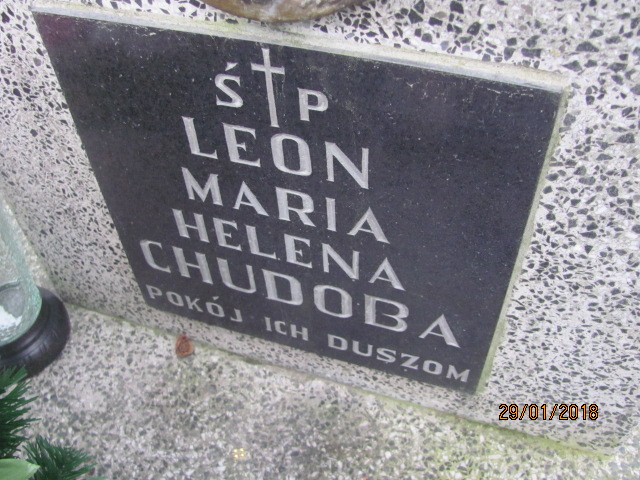 Ś P
LEON
MARIA
HELENA
CHUDOBA
POKÓJ ICH DUSZOM
29/01/2018